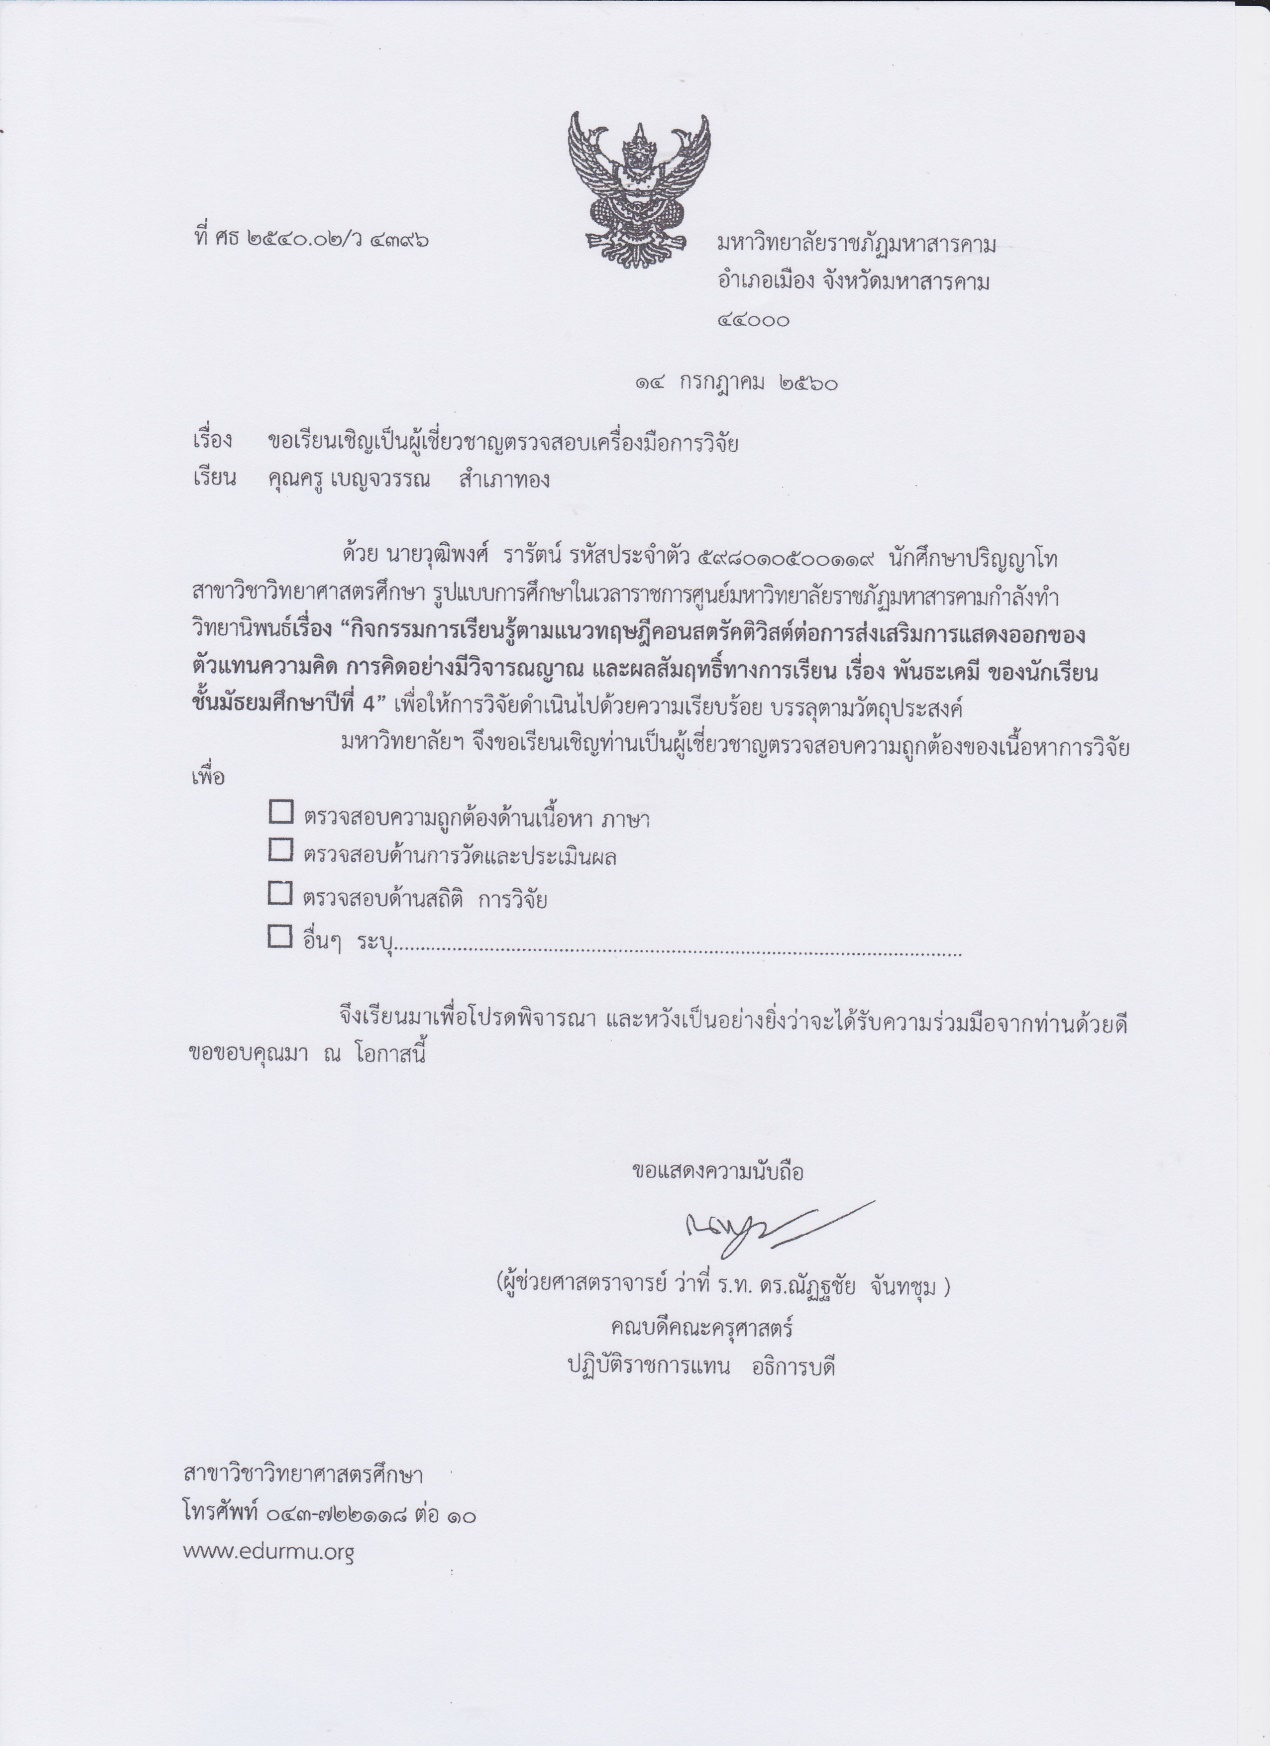 ที่ ศธ ๒๕๔๐.๐๒/ว ๔๓๙๖
มหาวิทยาลัยราชภัฏมหาสารคาม
อำเภอเมือง จังหวัดมหาสารคาม
๔๔๐๐๐
๑๔ กรกฎาคม ๒๕๖๐
เรื่อง ขอเรียนเชิญเป็นผู้เชี่ยวชาญตรวจสอบเครื่องมือการวิจัย
เรียน คุณครู เบญจวรรณ สำเภาทอง
ด้วย นายวุฒิพงศ์ รารัตน์ รหัสประจำตัว ๕๙๘๐๑๐๕๐๐๑๑๙ นักศึกษาปริญญาโท
สาขาวิชาวิทยาศาสตรศึกษา รูปแบบการศึกษาในเวลาราชการศูนย์มหาวิทยาลัยราชภัฏมหาสารคามกำลังทำ
วิทยานิพนธ์เรื่อง “กิจกรรมการเรียนรู้ตามแนวทฤษฎีคอนสตรัคติวิสต์ต่อการส่งเสริมการแสดงออกของ
ตัวแทนความคิด การคิดอย่างมีวิจารณญาณ และผลสัมฤทธิ์ทางการเรียน เรื่อง พันธะเคมี ของนักเรียน
ชั้นมัธยมศึกษาปีที่ 4” เพื่อให้การวิจัยดำเนินไปด้วยความเรียบร้อย บรรลุตามวัตถุประสงค์
มหาวิทยาลัยฯ จึงขอเรียนเชิญท่านเป็นผู้เชี่ยวชาญตรวจสอบความถูกต้องของเนื้อหาการวิจัย
เพื่อ
ตรวจสอบความถูกต้องด้านเนื้อหา ภาษา
ตรวจสอบด้านการวัดและประเมินผล
ตรวจสอบด้านสถิติ การวิจัย
อื่นๆ ระบุ..........................................................................................................
จึงเรียนมาเพื่อโปรดพิจารณา และหวังเป็นอย่างยิ่งว่าจะได้รับความร่วมมือจากท่านด้วยดี
ขอขอบคุณมา ณ โอกาสนี้
ขอแสดงความนับถือ
(ผู้ช่วยศาสตราจารย์ ว่าที่ ร.ท. ดร.ณัฏฐชัย จันทชุม )
คณบดีคณะครุศาสตร์
ปฏิบัติราชการแทน อธิการบดี
สาขาวิชาวิทยาศาสตรศึกษา
โทรศัพท์ ๐๔๓-๗๒๒๑๑๘ ต่อ ๑๐
www.edurmu.org